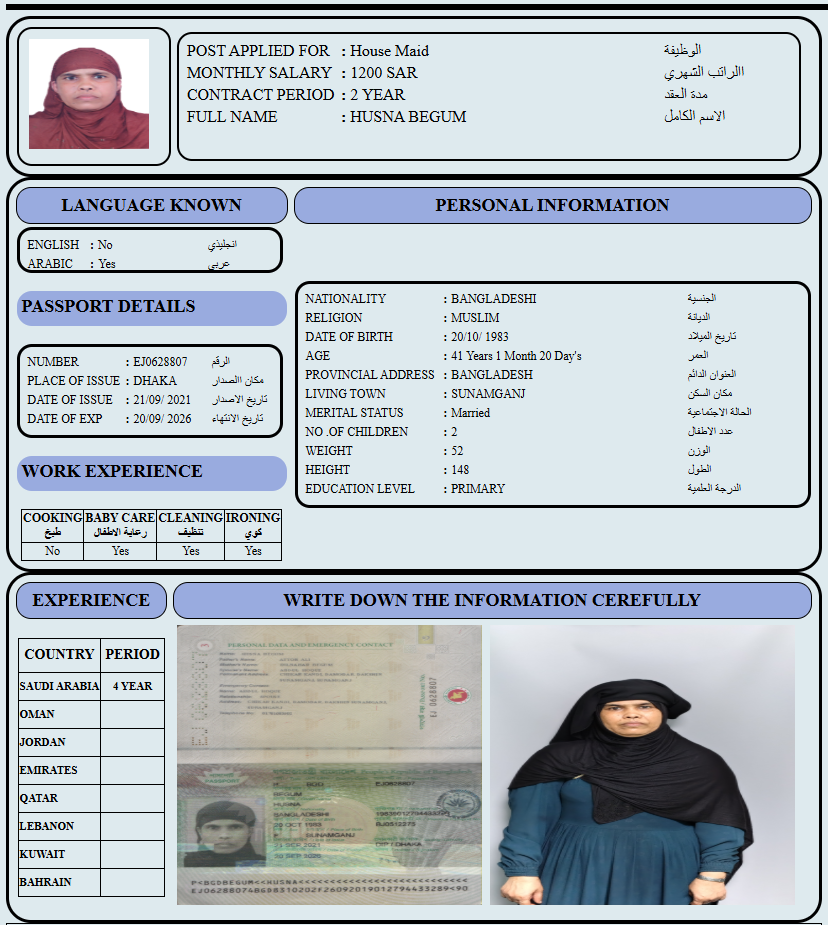 POST APPLIED FOR : House Maid الوظيفة
MONTHLY SALARY : 1200 SAR االراتب الشهري
CONTRACT PERIOD : 2 YEAR مدة العقد
FULL NAME : HUSNA BEGUM الاسم الكامل
LANGUAGE KNOWN
PERSONAL INFORMATION
ENGLISH : No انجليذي
ARABIC : Yes عربي
PASSPORT DETAILS
NUMBER : EJ0628807 الرقم
PLACE OF ISSUE : DHAKA مكان االصدار
DATE OF ISSUE : 21/09/ 2021 تاريخ الاصدار
DATE OF EXP : 20/09/ 2026 تاريخ الانتهاء
NATIONALITY : BANGLADESHI الجنسية
RELIGION : MUSLIM الديانة
DATE OF BIRTH : 20/10/ 1983 تاريخ الميلاد
AGE : 41 Years 1 Month 20 Day's العمر
PROVINCIAL ADDRESS : BANGLADESH العنوان الدائم
LIVING TOWN : SUNAMGANJ مكان السكن
MERITAL STATUS : Married الحالة الاجتماعية
NO .OF CHILDREN : 2 عدد الاطفال
WEIGHT : 52 الوزن
HEIGHT : 148 الطول
EDUCATION LEVEL : PRIMARY الدرجة العلمية
WORK EXPERIENCE
COOKING BABY CARE CLEANING IRONING
طبخ رعاية الاطفال تنظيف كوي
No Yes Yes Yes
EXPERIENCE
WRITE DOWN THE INFORMATION CEREFULLY
COUNTRY PERIOD
SAUDI ARABIA 4 YEAR
OMAN
JORDAN
EMIRATES
QATAR
LEBANON
KUWAIT
BAHRAIN
PERSONAL DATA AND EMERGENCY CONTACT
EJ 0628807
EJ0628807
BEGUM
HUSNA
BANGLADESHI
20 OCT 1983
SUNAMGANJ
21 SEP 2021 DIP/DHAKA
20 SEP 2026
P<BGDBEGUM<<HUSNA<<<<<<<<<<<<<<<<<<<<<<<<<<<